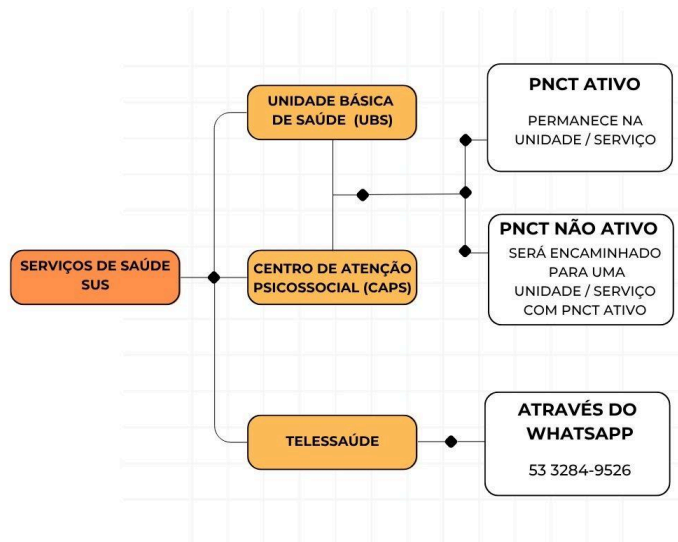 SERVIÇOS DE SAÚDE
SUS
UNIDADE BÁSICA
DE SAÚDE (UBS)
CENTRO DE ATENÇÃO
PSICOSSOCIAL (CAPS)
TELESSAÚDE
PNCT ATIVO
PERMANECE NA
UNIDADE / SERVIÇO
PNCT NÃO ATIVO
SERÁ ENCAMINHADO
PARA UMA
UNIDADE / SERVIÇO
COM PNCT ATIVO
ATRAVÉS DO
WHATSAPP
53 3284-9526